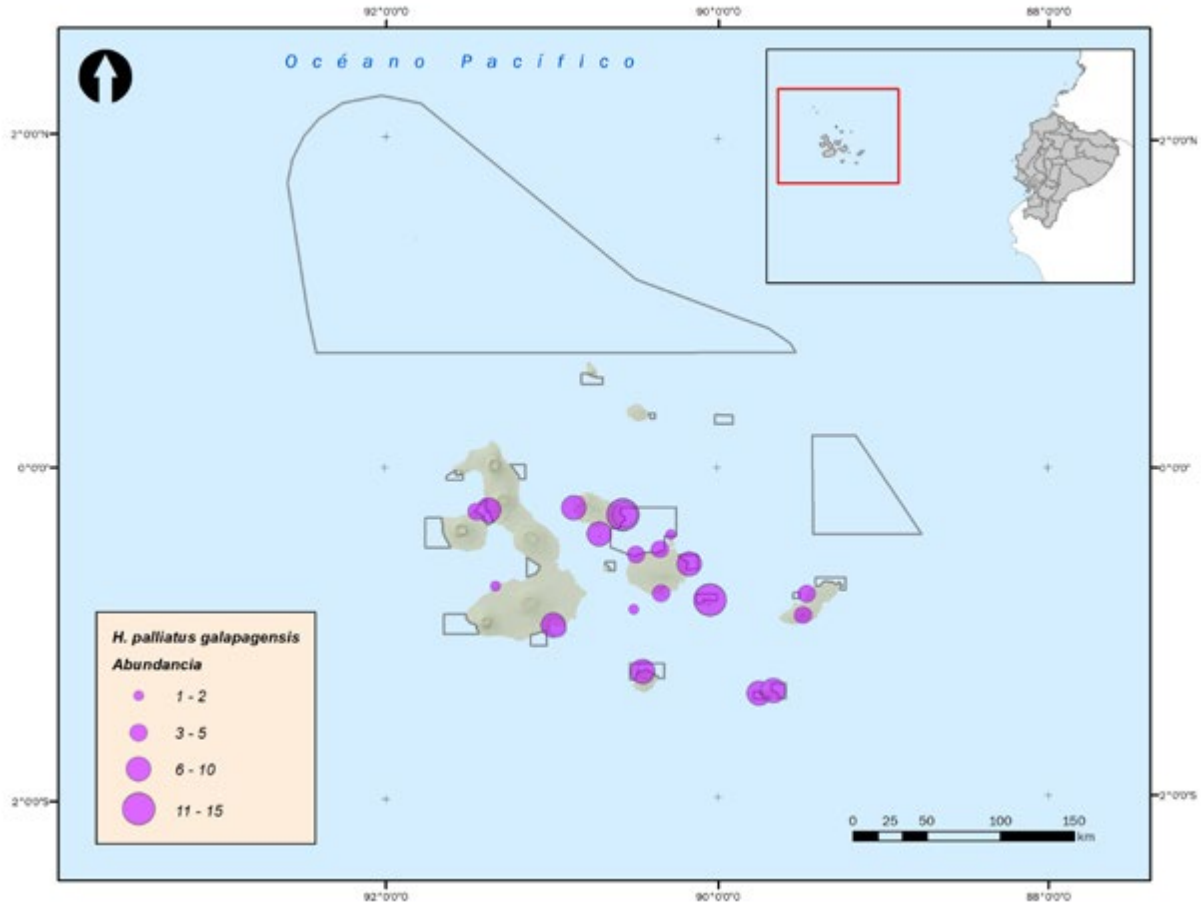 92°0'0"O 90°0'0"O 88°0'0"O
Océano Pacífico
2°0'0"N 2°0'0"N
0°0'0" 0°0'0"
H. palliatus galapagensis
Abundancia
1 - 2
3 - 5
6 - 10
11 - 15
2°0'0"S 2°0'0"S
0 25 50 100 150
km
92°0'0"O 90°0'0"O 88°0'0"O